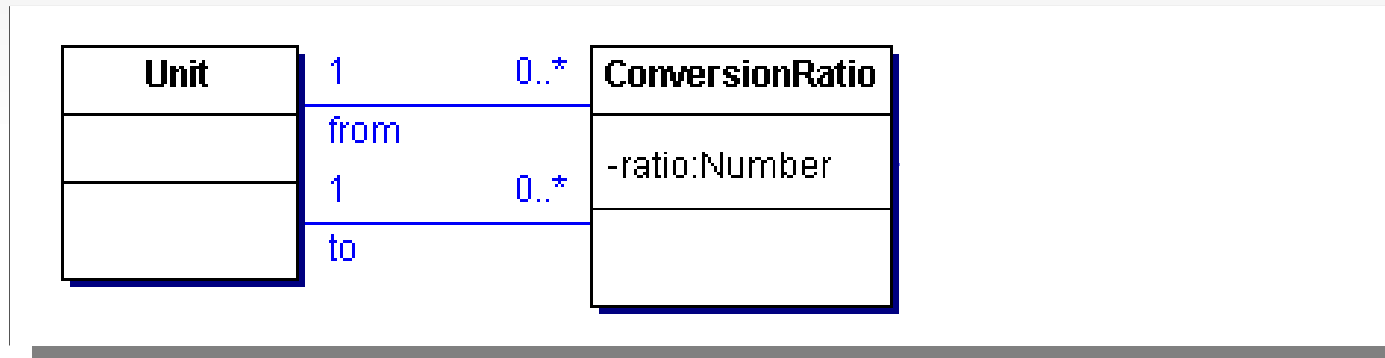 Unit
1
0..*
ConversionRatio
from
-ratio:Number
1
0..*
to